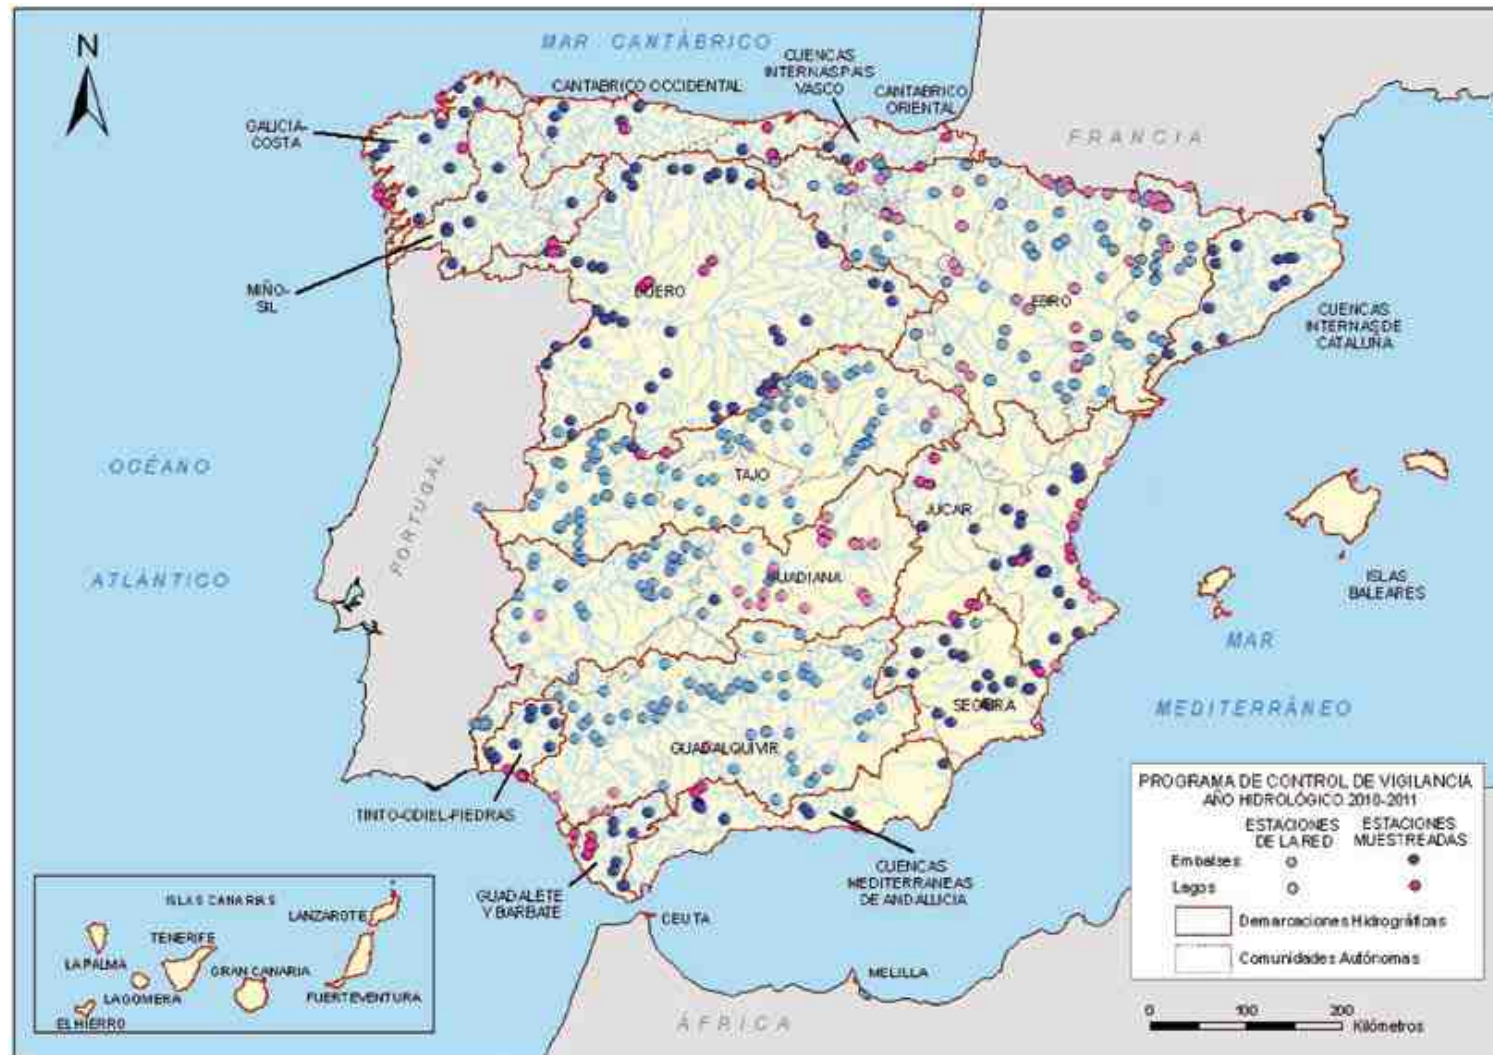 N
MAR CANTÁBRICO
CANTABRICO OCCIDENTAL
CUENCAS
INTERNAS PAIS
VASCO
CANTABRICO
ORIENTAL
GALICIA-
COSTA
FRANCIA
MIÑO-
SIL
DUERO
EBRO
CUENCAS
INTERNAS DE
CATALUÑA
OCÉANO
ATLÁNTICO
PORTUGAL
TAJO
JUCAR
GUADIANA
ISLAS
BALEARES
MAR
MEDITERRÁNEO
SEGURA
GUADALQUIVIR
TINTO-ODIEL-PIEDRAS
GUADALETE
Y BARBATE
CUENCAS
MEDITERRANEAS
DE ANDALUCIA
CEUTA
MELILLA
ÁFRICA
ISLAS CANARIAS
LANZAROTE
TENERIFE
LA PALMA
GRAN CANARIA
LA GOMERA
FUERTEVENTURA
EL HIERRO
PROGRAMA DE CONTROL DE VIGILANCIA
AÑO HIDROLÓGICO 2010-2011
ESTACIONES
DE LA RED
ESTACIONES
MUESTREADAS
Embalses
Lagos
Demarcaciones Hidrográficas
Comunidades Autónomas
0 100 200
Kilómetros